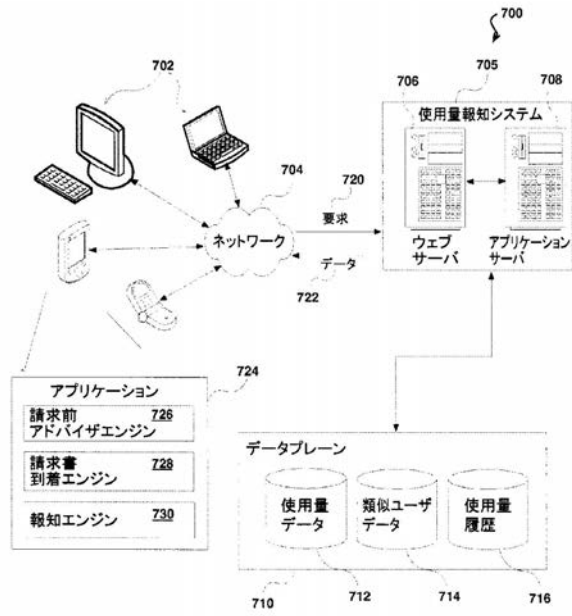 700
702
705
706
708
使用量報知システム
704
720
要求
ネットワーク
ウェブ
サーバ
アプリケーション
サーバ
データ
722
724
アプリケーション
請求前
アドバイザエンジン
726
請求書
到着エンジン
728
報知エンジン
730
データプレーン
使用量
データ
類似ユーザ
データ
使用量
履歴
710
712
714
716